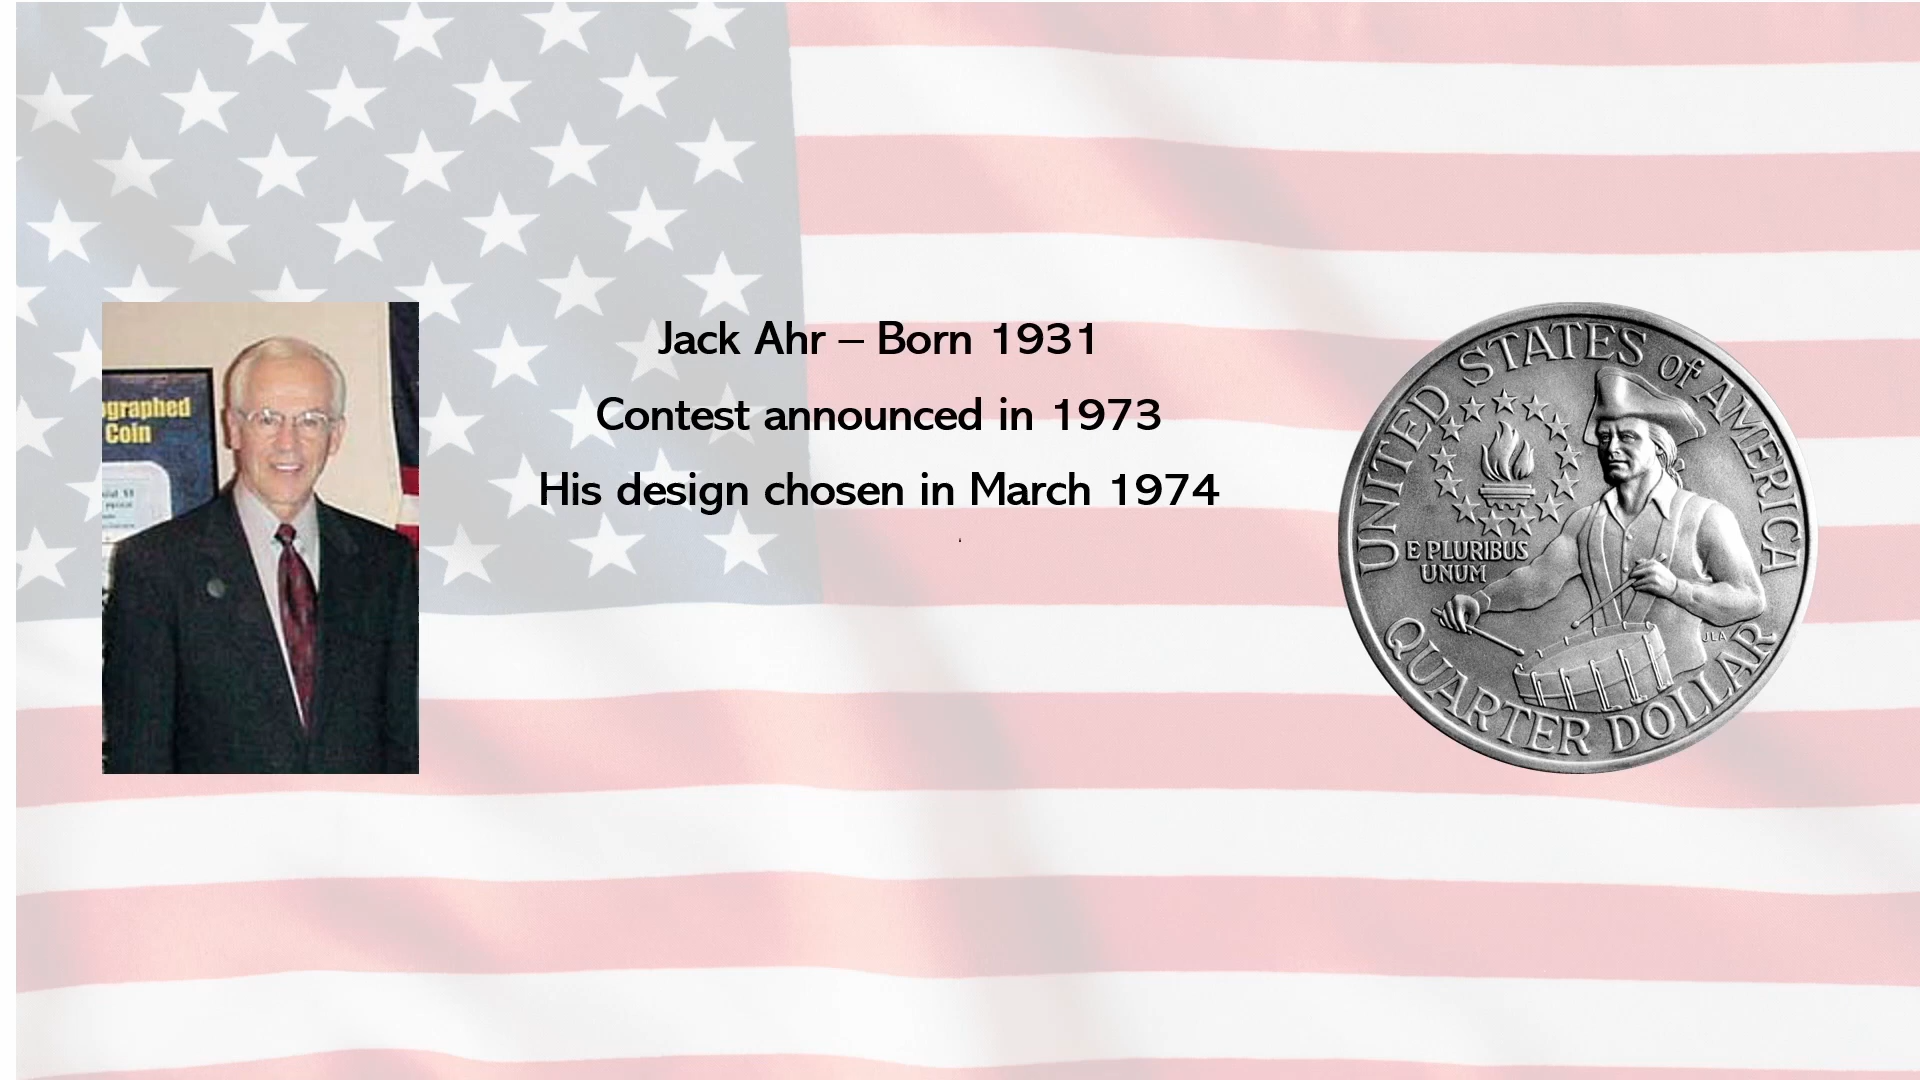 Jack Ahr – Born 1931
Contest announced in 1973
His design chosen in March 1974
ographed
Coin
UNITED STATES of AMERICA
E PLURIBUS
UNUM
JLA
QUARTER DOLLAR